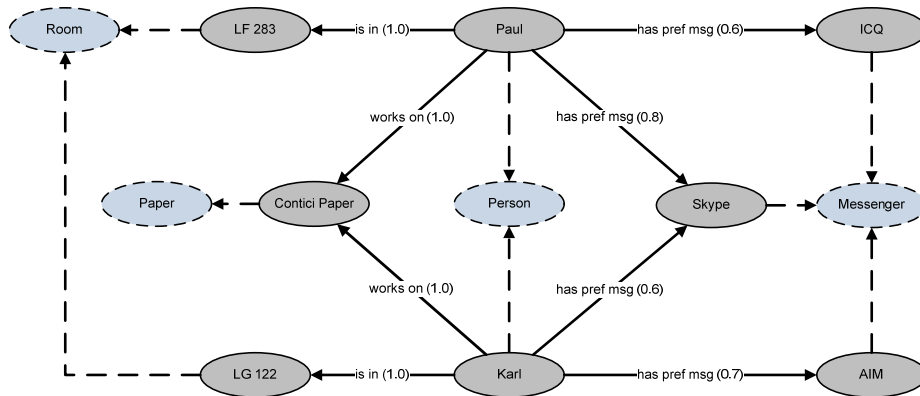 Room
LF 283
is in (1.0)
Paul
has pref msg (0.6)
ICQ
works on (1.0)
has pref msg (0.8)
Paper
Contici Paper
Person
Skype
Messenger
works on (1.0)
has pref msg (0.6)
LG 122
is in (1.0)
Karl
has pref msg (0.7)
AIM